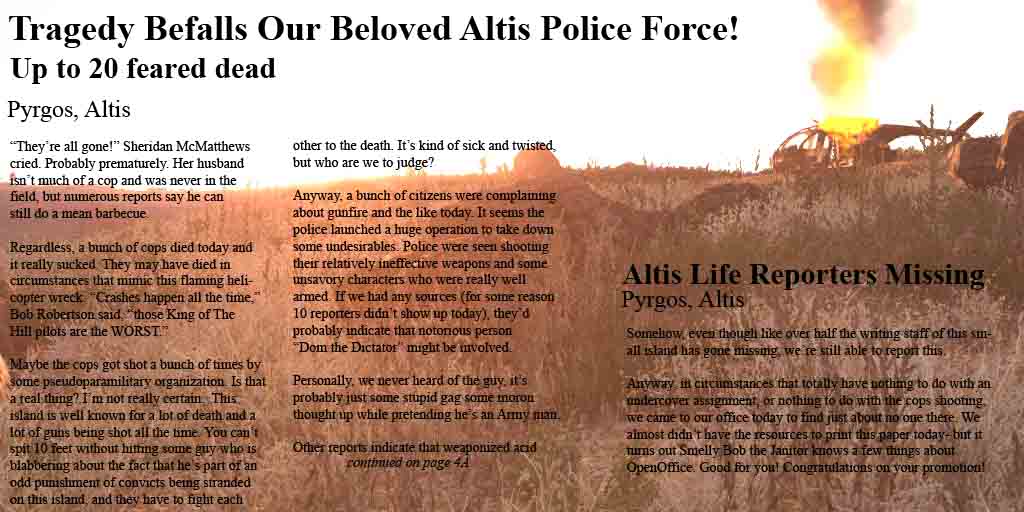 Tragedy Befalls Our Beloved Altis Police Force!
Up to 20 feared dead
Pyrgos, Altis
“They’re all gone!” Sheridan McMatthews
cried. Probably prematurely. Her husband
isn’t much of a cop and was never in the
field, but numerous reports say he can
still do a mean barbecue.
Regardless, a bunch of cops died today and
it really sucked. They may have died in
circumstances that mimic this flaming heli-
copter wreck. “Crashes happen all the time,”
Bob Robertson said, “those King of The
Hill pilots are the WORST.”
Maybe the cops got shot a bunch of times by
some pseudoparamilitary organization. Is that
a real thing? I’m not really certain. This
island is well known for a lot of death and a
lot of guns being shot all the time. You can’t
spit 10 feet without hitting some guy who is
blabbering about the fact that he’s part of an
odd punishment of convicts being stranded
on this island, and they have to fight each
other to the death. It’s kind of sick and twisted,
but who are we to judge?
Anyway, a bunch of citizens were complaining
about gunfire and the like today. It seems the
police launched a huge operation to take down
some undesirables. Police were seen shooting
their relatively ineffective weapons and some
unsavory characters who were really well
armed. If we had any sources (for some reason
10 reporters didn’t show up today), they’d
probably indicate that notorious person
“Dom the Dictator” might be involved.
Personally, we never heard of the guy, it’s
probably just some stupid gag some moron
thought up while pretending he’s an Army man.
Other reports indicate that weaponized acid
continued on page 4A
Altis Life Reporters Missing
Pyrgos, Altis
Somehow, even though like over half the writing staff of this sm-
all island has gone missing, we’re still able to report this.
Anyway, in circumstances that totally have nothing to do with an
undercover assignment, or nothing to do with the cops shooting,
we came to our office today to find just about no one there. We
almost didn’t have the resources to print this paper today- but it
turns out Smelly Bob the Janitor knows a few things about
OpenOffice. Good for you! Congratulations on your promotion!